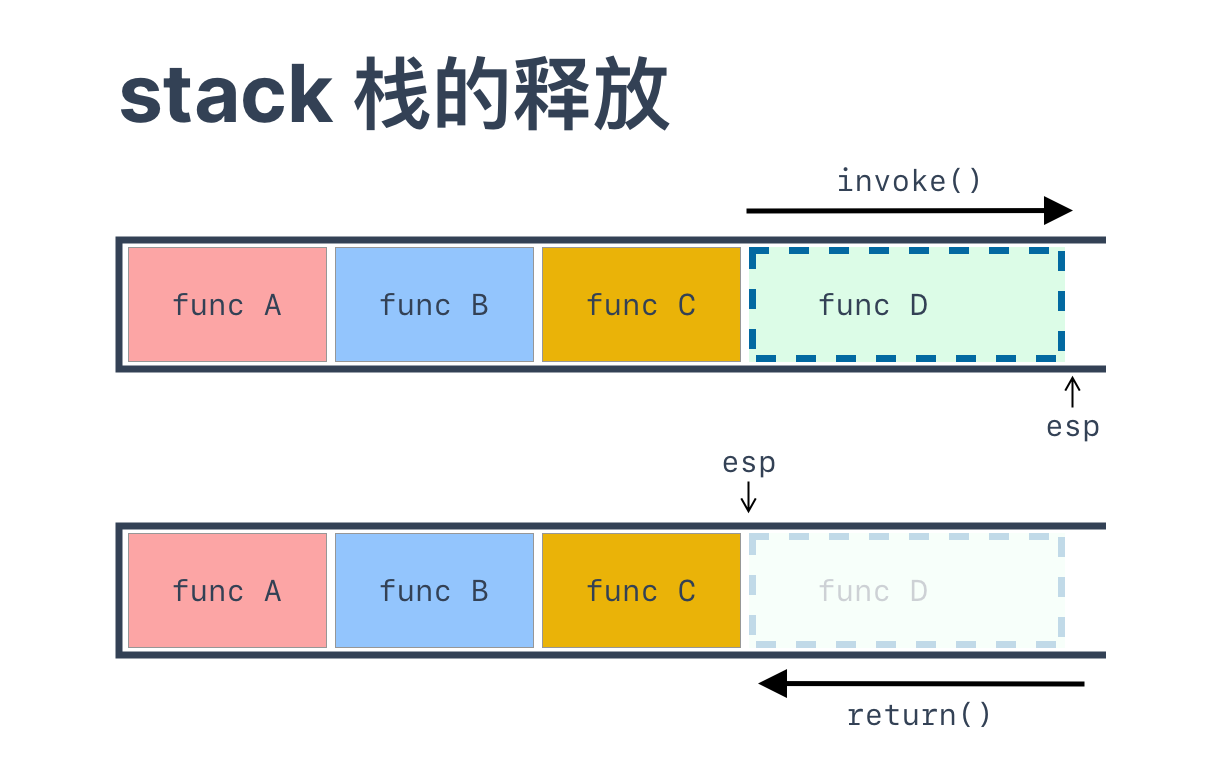 stack 栈的释放
invoke()
func A func B func C func D
esp
esp
func A func B func C func D
return()